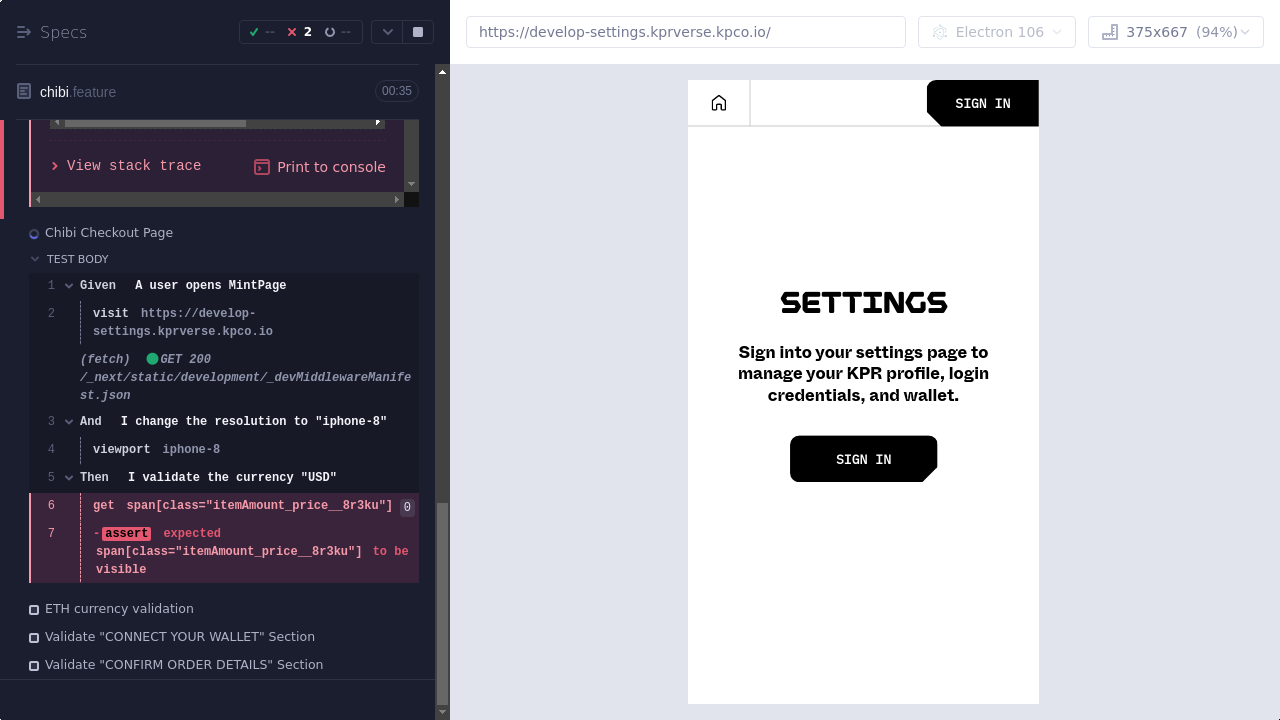 Specs
-- 2 --
chibi.feature
00:35
View stack trace
Print to console
Chibi Checkout Page
TEST BODY
1 Given A user opens MintPage
2 visit https://develop-
settings.kprverse.kpco.io
(fetch) GET 200
/_next/static/development/_devMiddlewareManife
st.json
3 And I change the resolution to "iphone-8"
4 viewport iphone-8
5 Then I validate the currency "USD"
6 get span[class="itemAmount_price__8r3ku"] 0
7 -assert expected
span[class="itemAmount_price__8r3ku"] to be
visible
ETH currency validation
Validate "CONNECT YOUR WALLET" Section
Validate "CONFIRM ORDER DETAILS" Section
https://develop-settings.kprverse.kpco.io/
Electron 106
375x667 (94%)
SIGN IN
SETTINGS
Sign into your settings page to
manage your KPR profile, login
credentials, and wallet.
SIGN IN